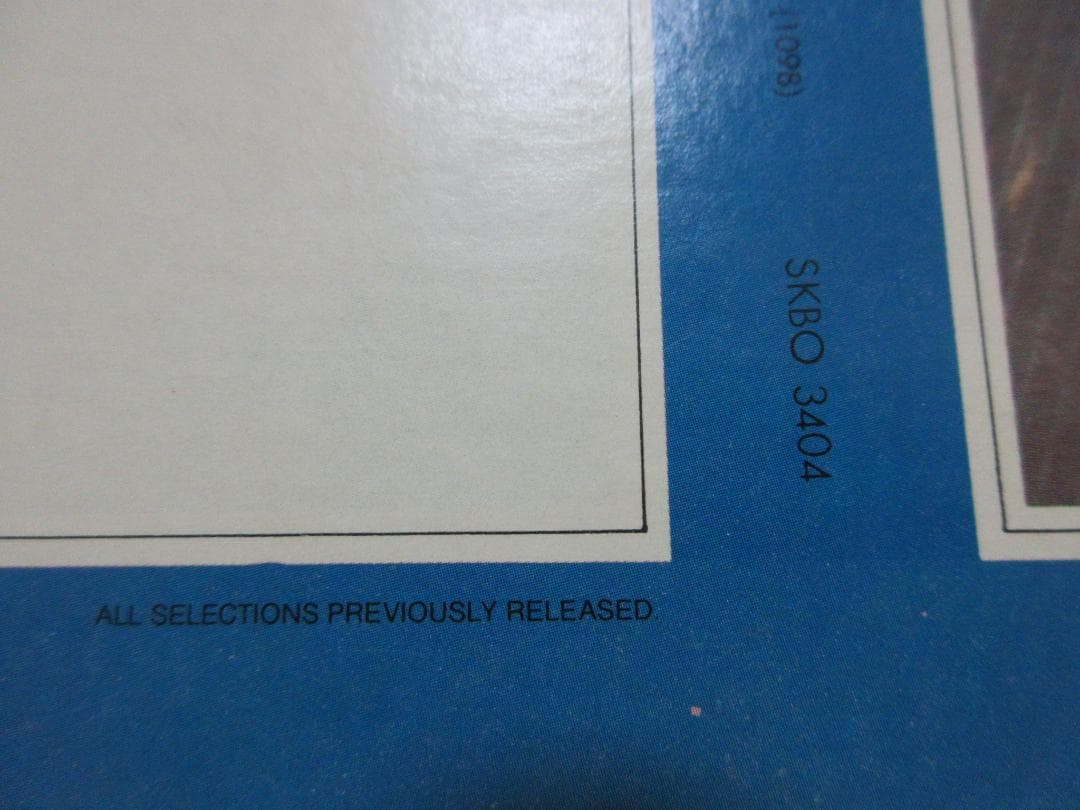 (1098)
SKBO 3404
ALL SELECTIONS PREVIOUSLY RELEASED.